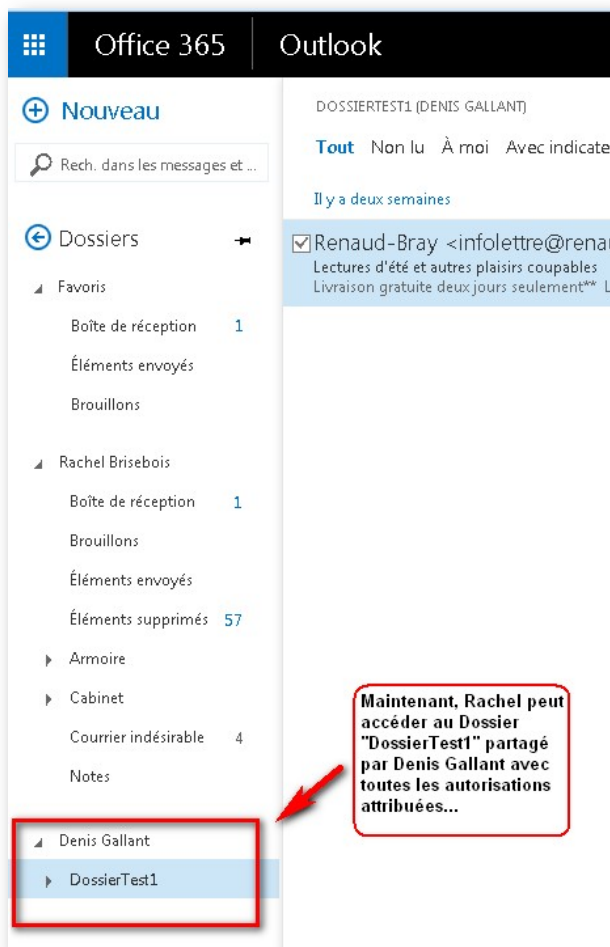 Office 365
Outlook
Nouveau
Rech. dans les messages et ...
Dossiers
Favoris
Boîte de réception 1
Éléments envoyés
Brouillons
Rachel Brisebois
Boîte de réception 1
Brouillons
Éléments envoyés
Éléments supprimés 57
Armoire
Cabinet
Courrier indésirable 4
Notes
Denis Gallant
DossierTest1
DOSSIERTEST1 (DENIS GALLANT)
Tout Non lu À moi Avec indicate
Il y a deux semaines
Renaud-Bray <infolettre@rena
Lectures d'été et autres plaisirs coupables
Livraison gratuite deux jours seulement** L
Maintenant, Rachel peut
accéder au Dossier
"DossierTest1" partagé
par Denis Gallant avec
toutes les autorisations
attribuées...